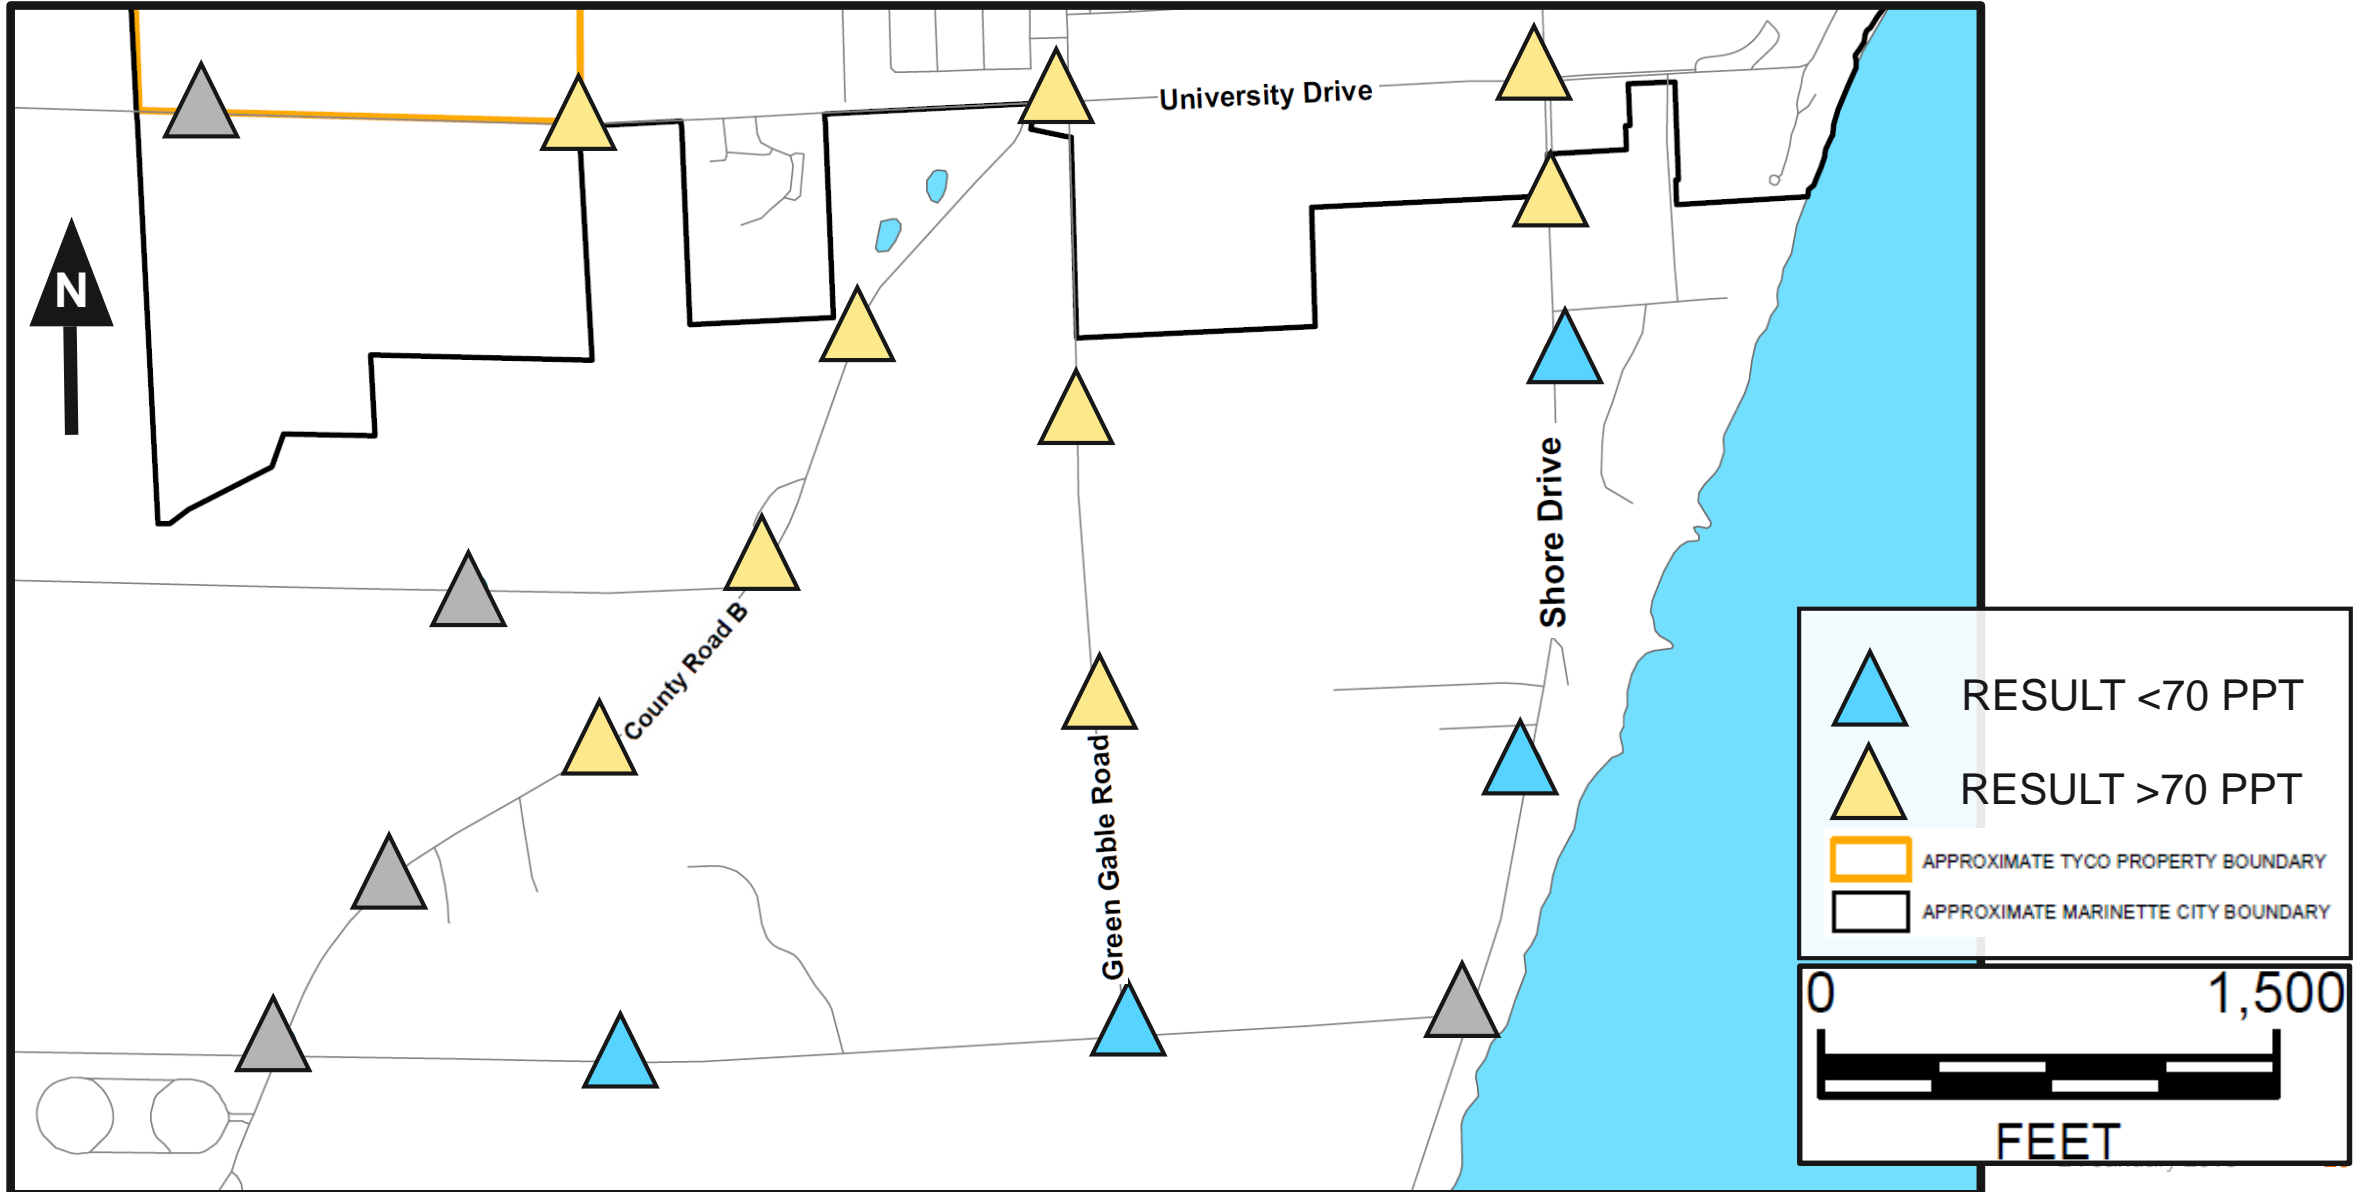 University Drive
N
Shore Drive
County Road B
Green Gable Road
RESULT <70 PPT
RESULT >70 PPT
APPROXIMATE TYCO PROPERTY BOUNDARY
APPROXIMATE MARINETTE CITY BOUNDARY
0 1,500
FEET